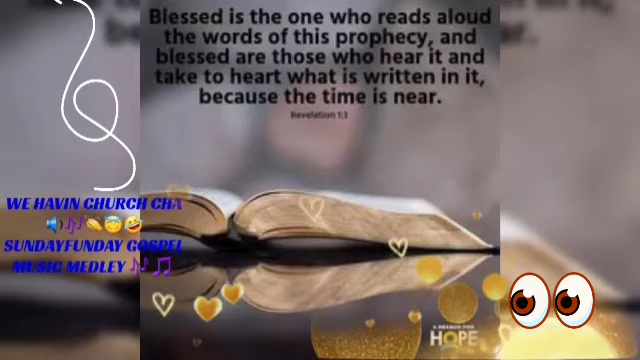 Blessed is the one who reads aloud
the words of this prophecy, and
blessed are those who hear it and
take to heart what is written in it,
because the time is near.
Revelation 1:3
WE HAVIN CHURCH CHA
🔊🎶👏😇🤣
SUNDAYFUNDAY GOSPEL
MUSIC MEDLEY 🎶🎵
A REASON FOR
HOPE